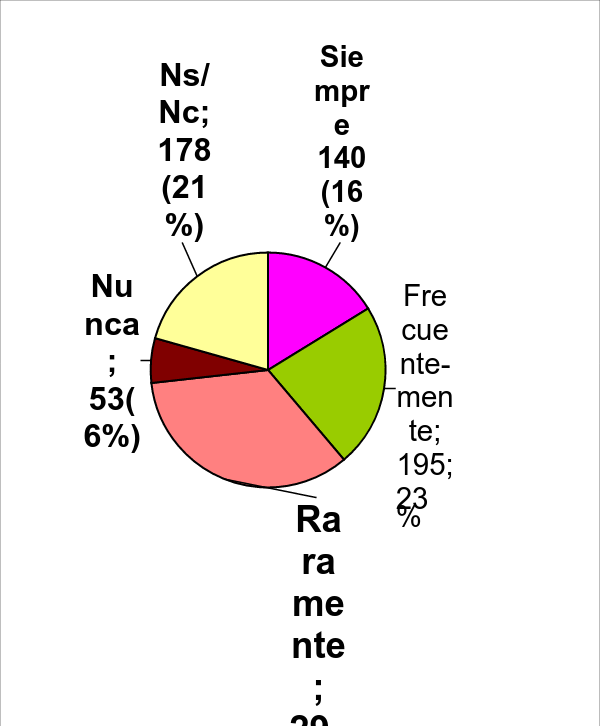 Ns/
Nc;
178
(21
%)
Sie
mpr
e
140
(16
%)
Nu
nca
;
53(
6%)
Fre
cue
nte-
men
te;
195;
23
%
Ra
ra
me
nte
;